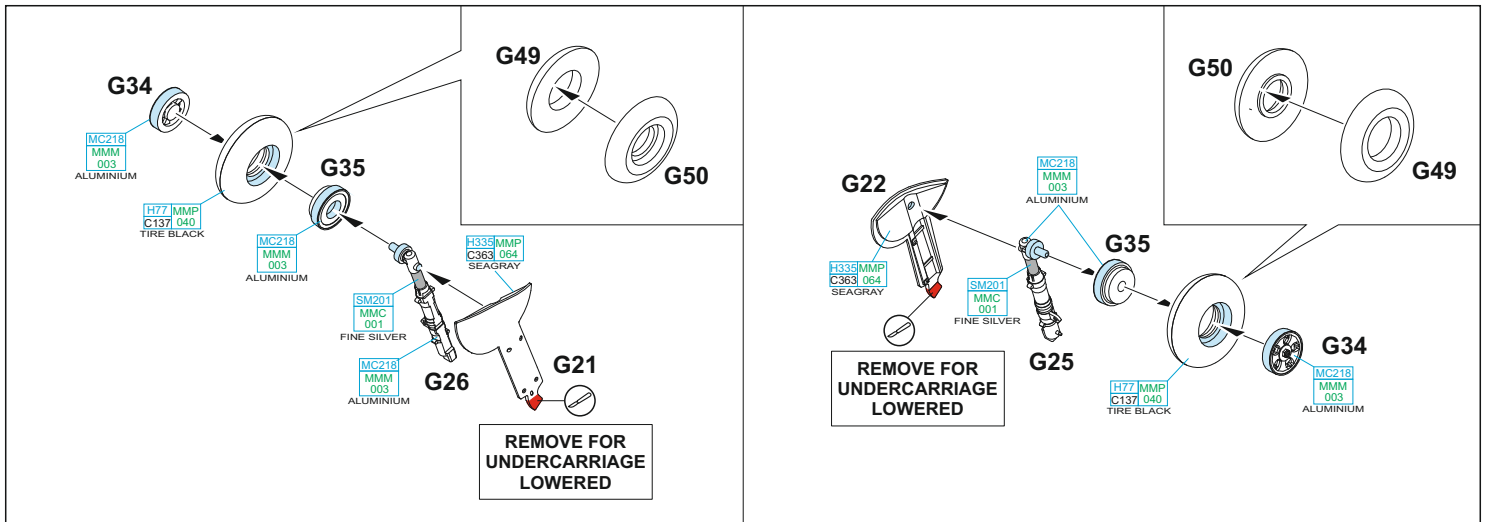 G34
MC218
MMM
003
ALUMINIUM
H77 MMP
C137 040
TIRE BLACK
G35
MC218
MMM
003
ALUMINIUM
G49
G50
H335 MMP
C363 064
SEAGRAY
SM201
MMC
001
FINE SILVER
MC218
MMM
003
ALUMINIUM
G26
G21
REMOVE FOR
UNDERCARRIAGE
LOWERED
G50
G49
G22
MC218
MMM
003
ALUMINIUM
G35
H335 MMP
C363 064
SEAGRAY
SM201
MMC
001
FINE SILVER
G25
REMOVE FOR
UNDERCARRIAGE
LOWERED
H77 MMP
C137 040
TIRE BLACK
G34
MC218
MMM
003
ALUMINIUM